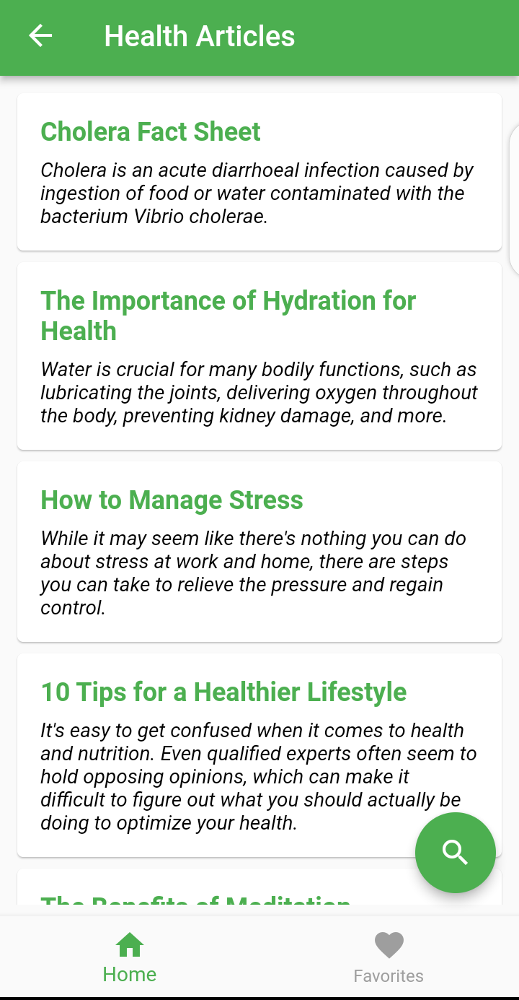 Health Articles
Cholera Fact Sheet
Cholera is an acute diarrhoeal infection caused by
ingestion of food or water contaminated with the
bacterium Vibrio cholerae.
The Importance of Hydration for
Health
Water is crucial for many bodily functions, such as
lubricating the joints, delivering oxygen throughout
the body, preventing kidney damage, and more.
How to Manage Stress
While it may seem like there's nothing you can do
about stress at work and home, there are steps
you can take to relieve the pressure and regain
control.
10 Tips for a Healthier Lifestyle
It's easy to get confused when it comes to health
and nutrition. Even qualified experts often seem to
hold opposing opinions, which can make it
difficult to figure out what you should actually be
doing to optimize your health.
The Benefits of Meditation
Home
Favorites